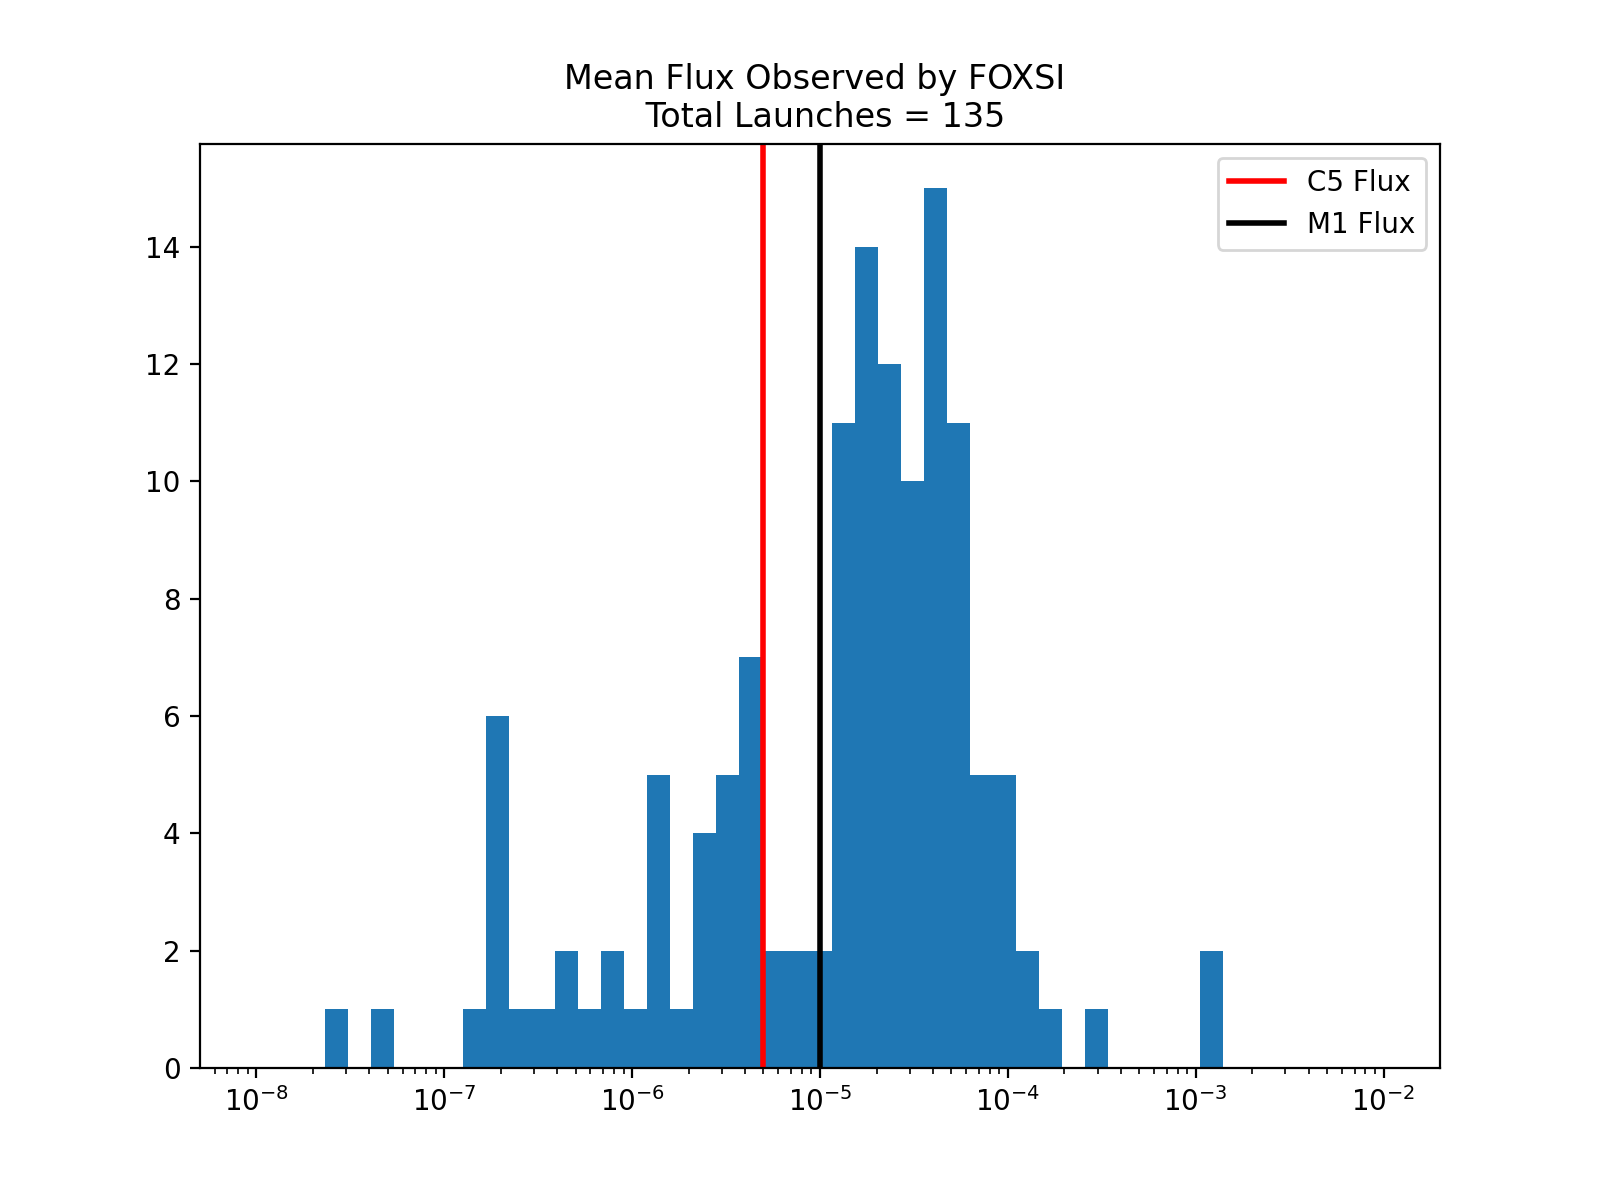 Mean Flux Observed by FOXSI
Total Launches = 135
C5 Flux
M1 Flux
14
12
10
8
6
4
2
0
10⁻⁸ 10⁻⁷ 10⁻⁶ 10⁻⁵ 10⁻⁴ 10⁻³ 10⁻²